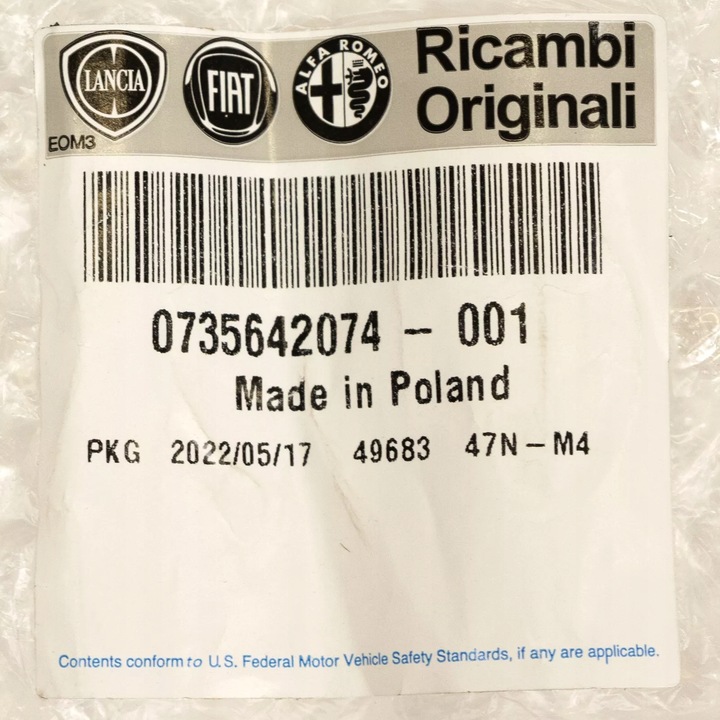 LANCIA
FIAT
ALFA ROMEO
Ricambi
Originali
EOM3
0735642074 - 001
Made in Poland
PKG 2022/05/17 49683 47N-M4
Contents conform to U.S. Federal Motor Vehicle Safety Standards, if any are applicable.